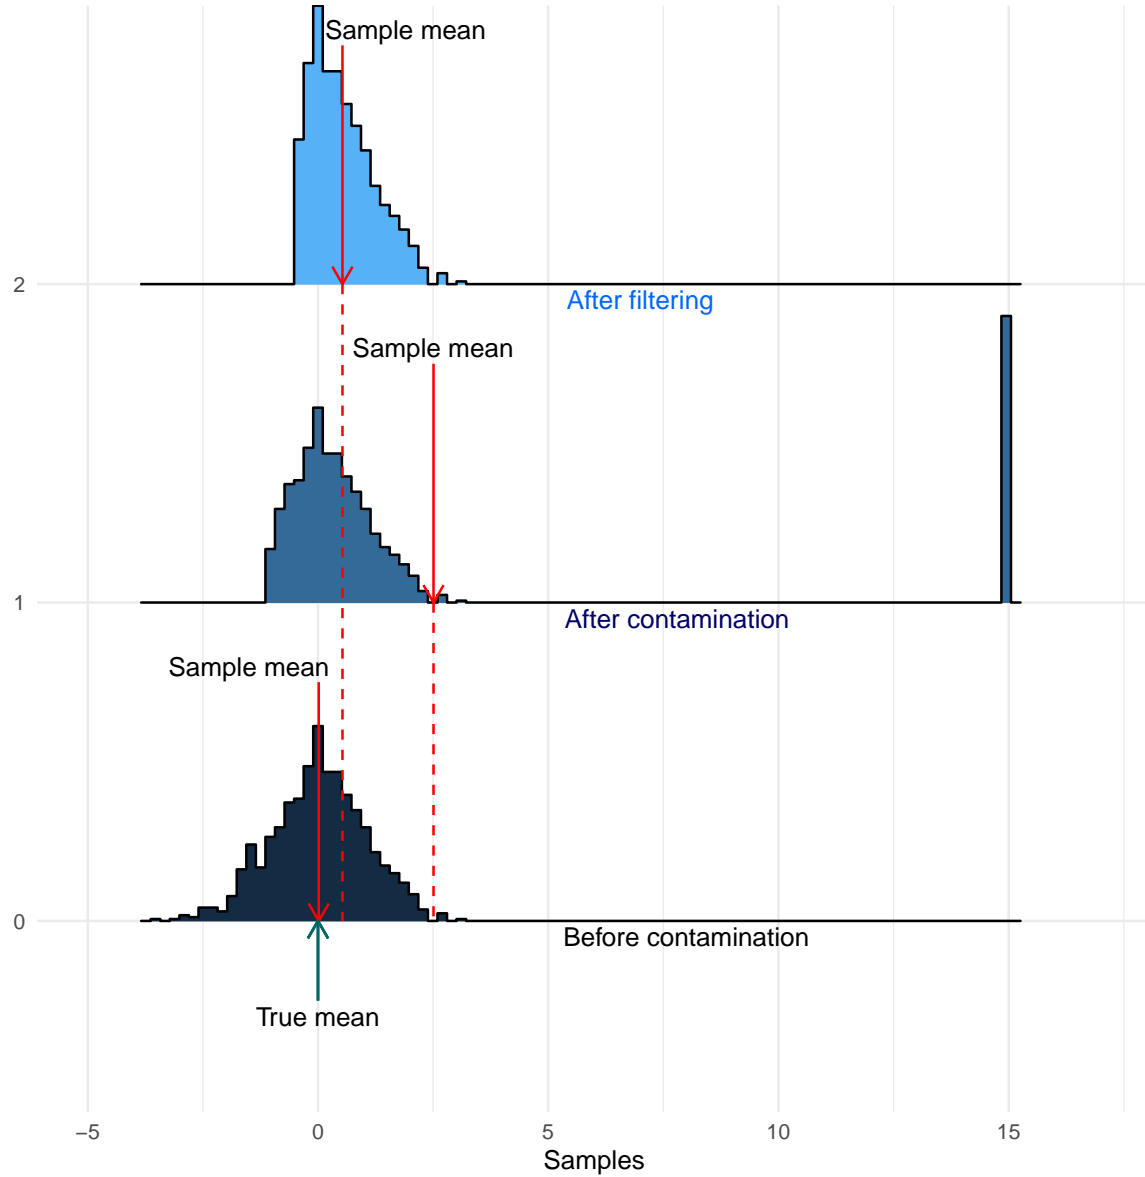 Sample mean
2
After filtering
Sample mean
1
After contamination
Sample mean
0
Before contamination
True mean
−5 0 5 10 15
Samples